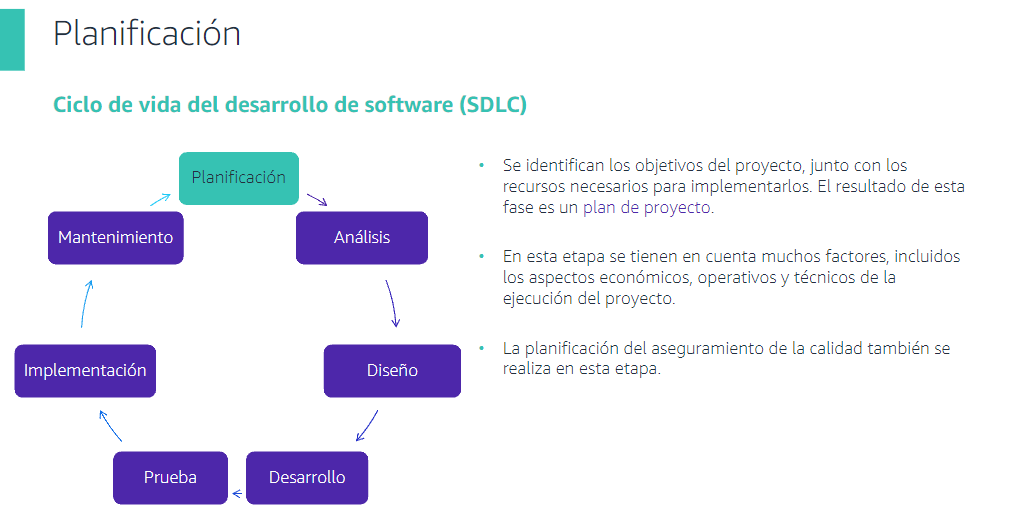 Planificación
Ciclo de vida del desarrollo de software (SDLC)
Planificación
Análisis
Diseño
Desarrollo
Prueba
Implementación
Mantenimiento
• Se identifican los objetivos del proyecto, junto con los
recursos necesarios para implementarlos. El resultado de esta
fase es un plan de proyecto.
• En esta etapa se tienen en cuenta muchos factores, incluidos
los aspectos económicos, operativos y técnicos de la
ejecución del proyecto.
• La planificación del aseguramiento de la calidad también se
realiza en esta etapa.